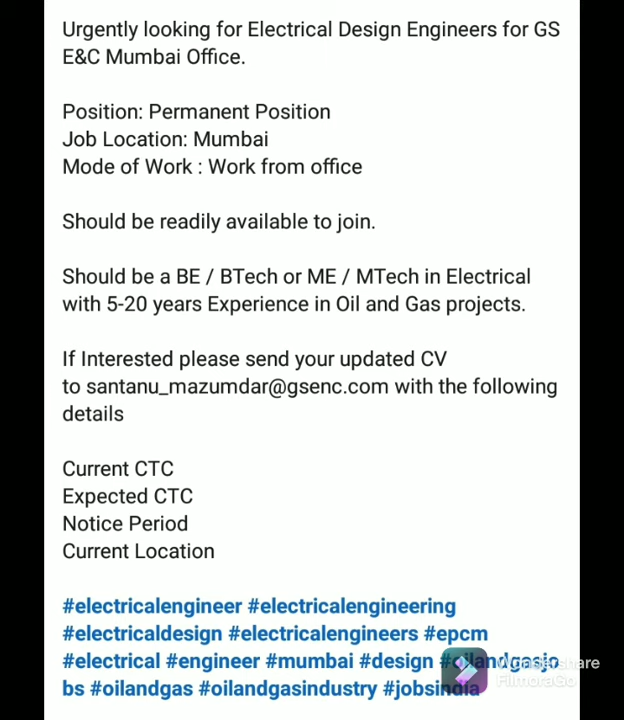 Urgently looking for Electrical Design Engineers for GS
E&C Mumbai Office.
Position: Permanent Position
Job Location: Mumbai
Mode of Work : Work from office
Should be readily available to join.
Should be a BE / BTech or ME / MTech in Electrical
with 5-20 years Experience in Oil and Gas projects.
If Interested please send your updated CV
to santanu_mazumdar@gsenc.com with the following
details
Current CTC
Expected CTC
Notice Period
Current Location
#electricalengineer #electricalengineering
#electricaldesign #electricalengineers #epcm
#electrical #engineer #mumbai #design #oilandgasjo
bs #oilandgas #oilandgasindustry #jobsindia
Wondershare
FilmoraGo